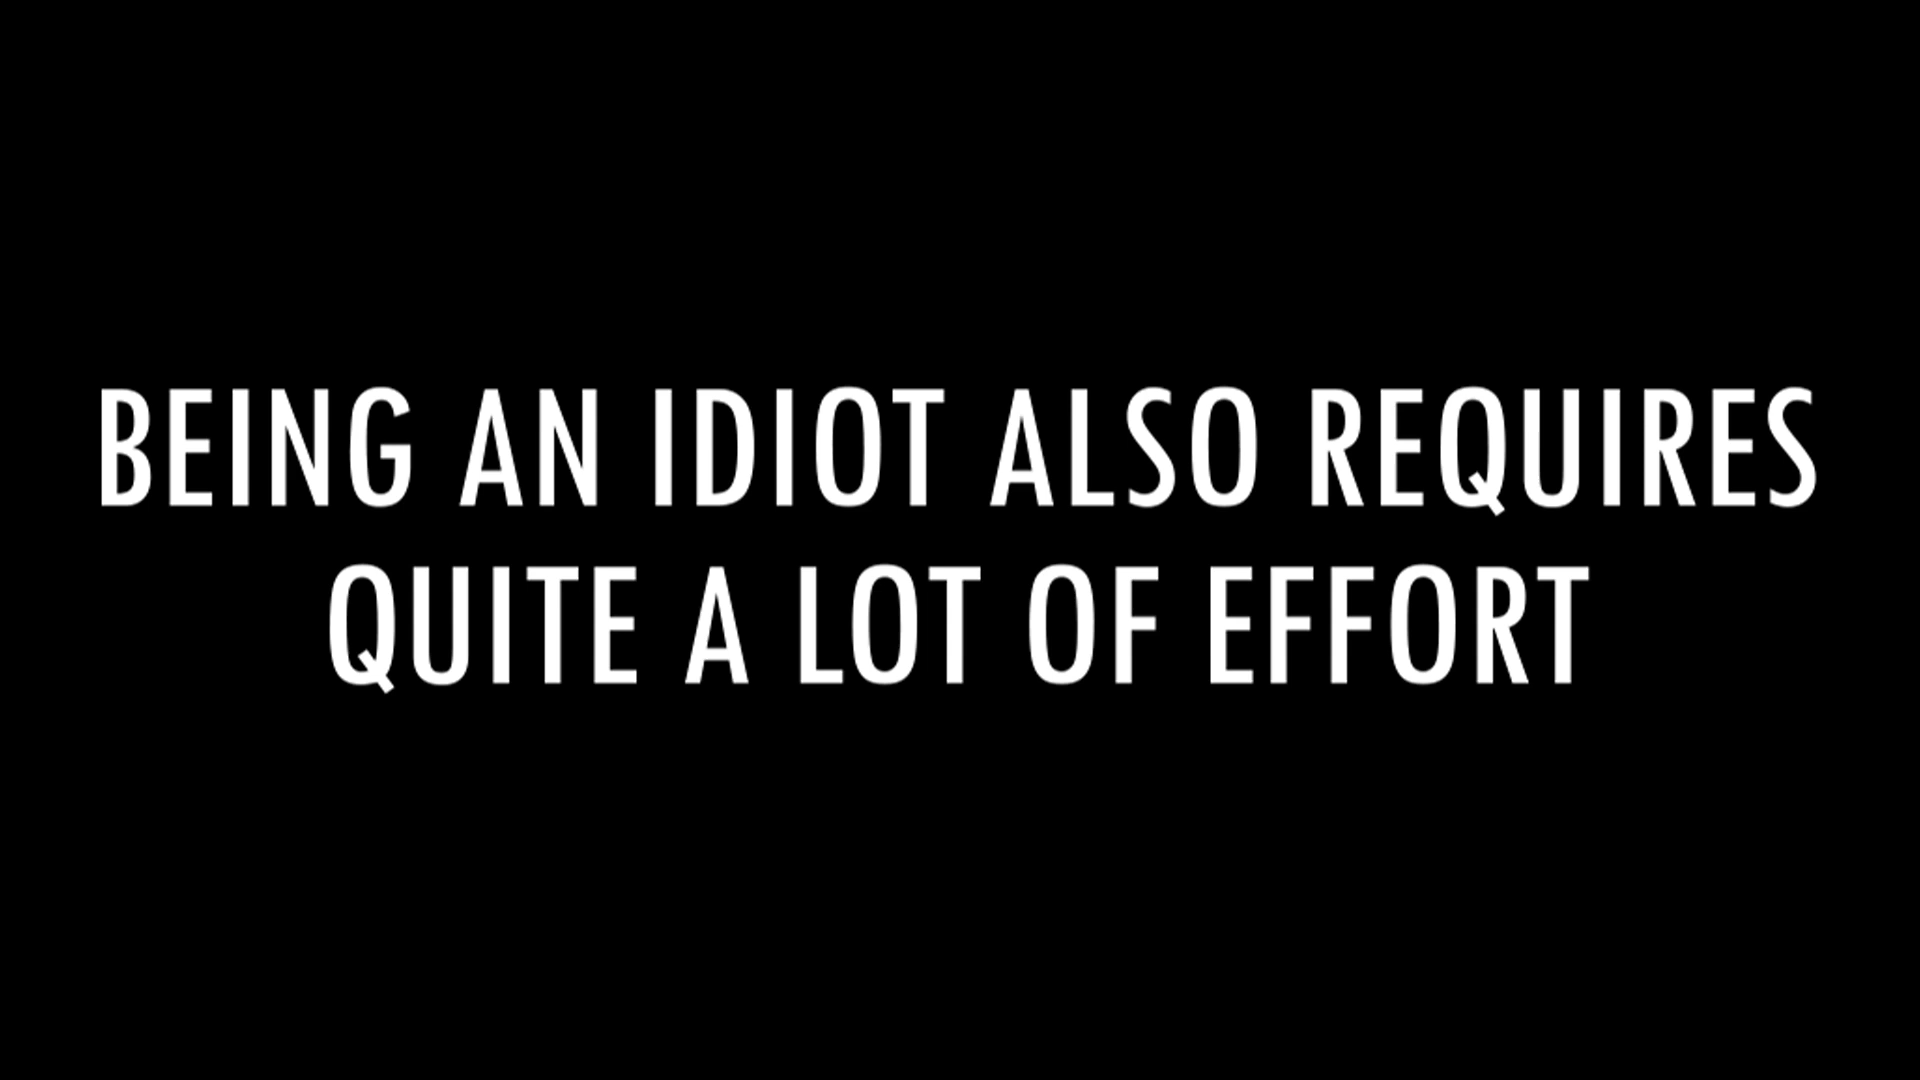 BEING AN IDIOT ALSO REQUIRES
QUITE A LOT OF EFFORT